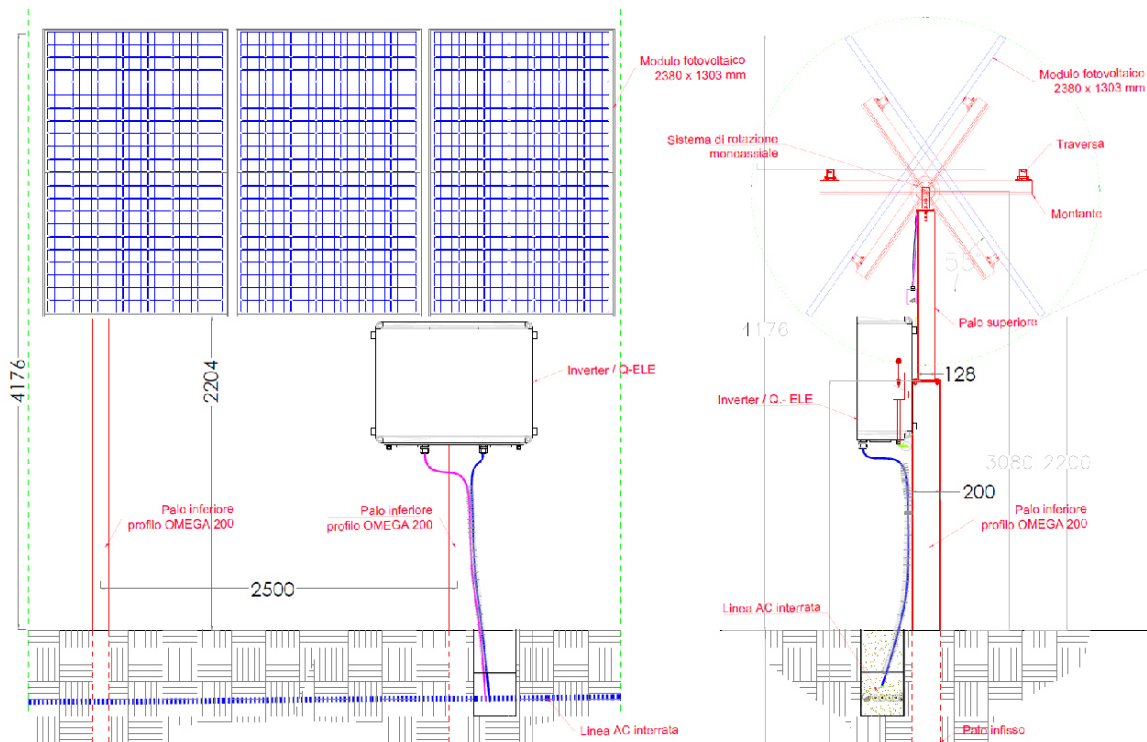 Modulo fotovoltaico
2380 x 1303 mm
4176
2204
Inverter / Q-ELE
Palo inferiore
profilo OMEGA 200
Palo inferiore
profilo OMEGA 200
2500
Linea AC interrata
Modulo fotovoltaico
2380 x 1303 mm
Sistema di rotazione
monoassiale
Traversa
Montante
55
4176
Palo superiore
128
Inverter / Q.- ELE
3080
2200
200
Palo inferiore
profilo OMEGA 200
Linea AC interrata
Palo infisso